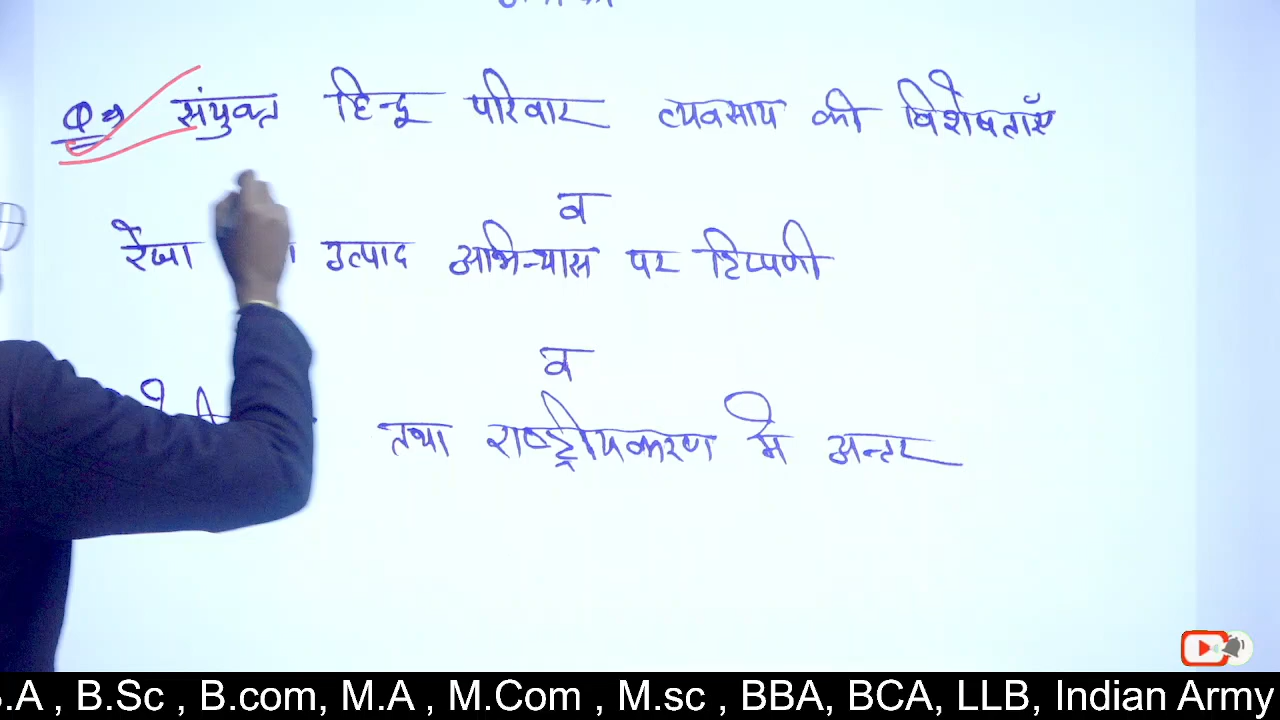 Q⇒ संयुक्त हिन्दू परिवार व्यवसाय की विशेषताएँ
व
रेखा उत्पाद अभिन्यास पर टिप्पणी
व
तथा राष्ट्रीयकरण में अन्तर
B.A , B.Sc , B.com, M.A , M.Com , M.sc , BBA, BCA, LLB, Indian Army